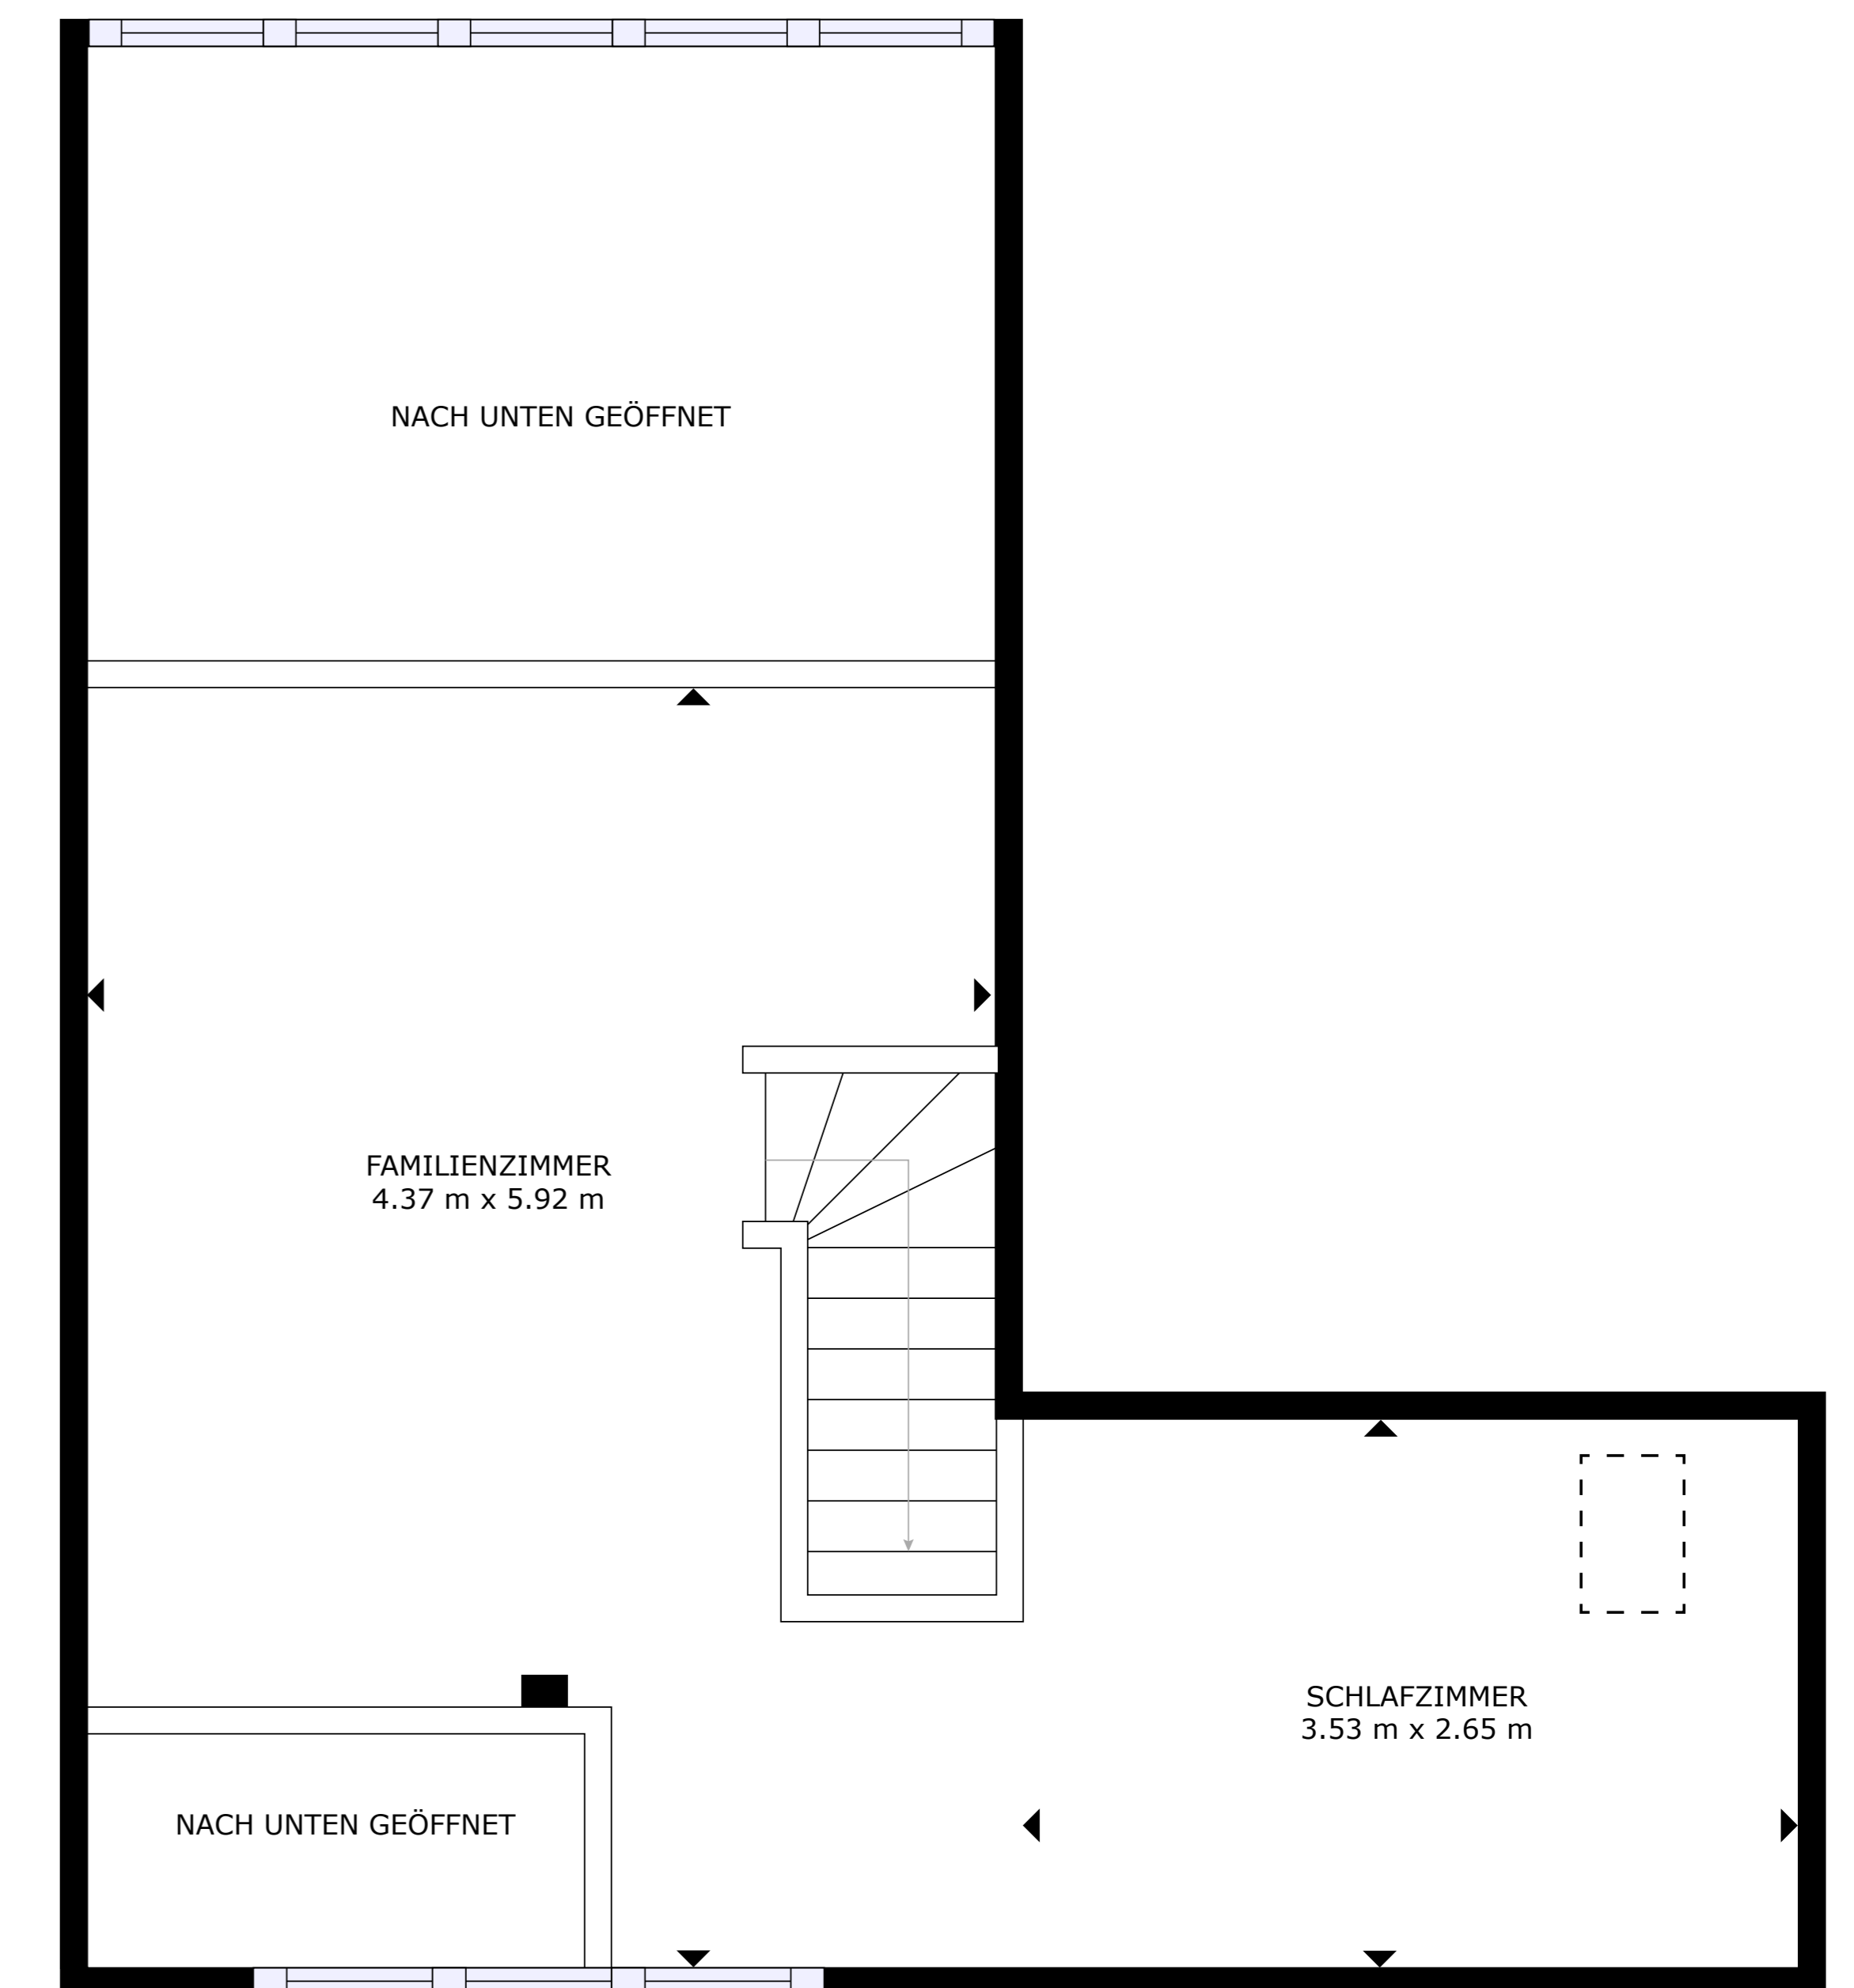 NACH UNTEN GEÖFFNET
FAMILIENZIMMER
4.37 m x 5.92 m
SCHLAFZIMMER
3.53 m x 2.65 m
NACH UNTEN GEÖFFNET